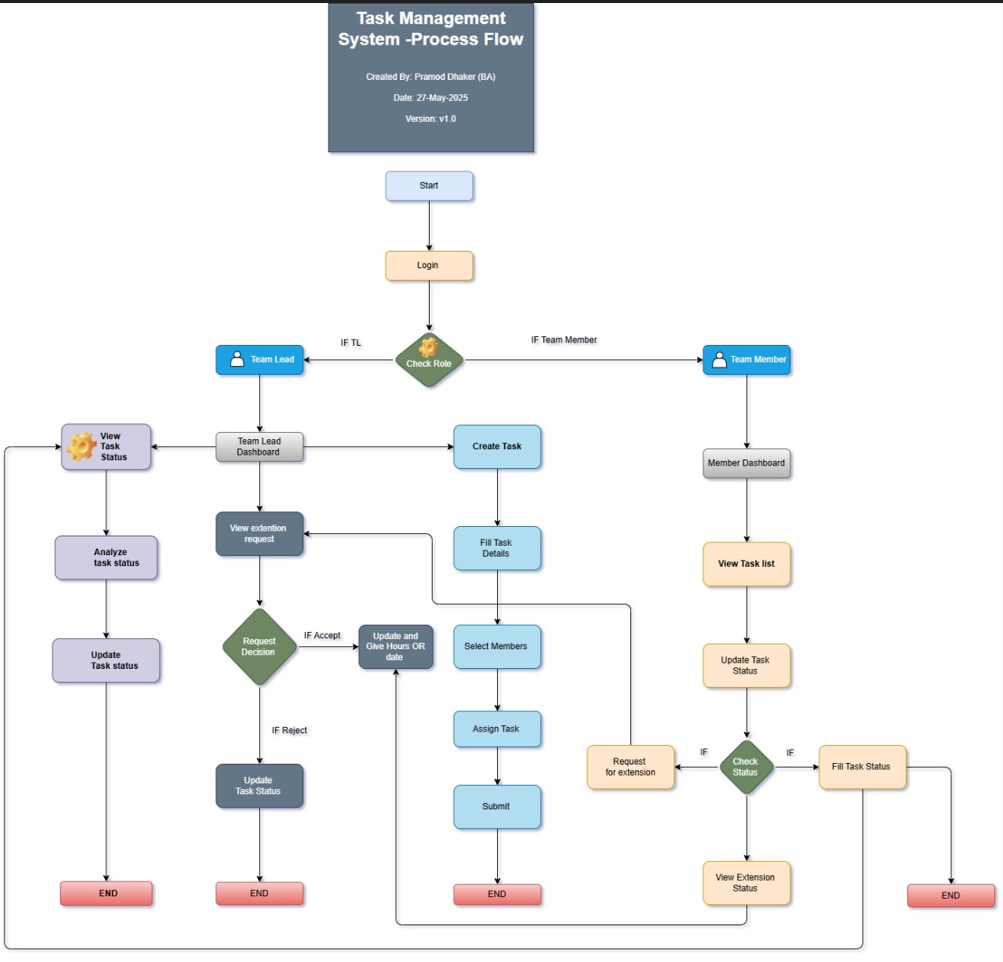 Task Management
System -Process Flow
Created By: Pramod Dhaker (BA)
Date: 27-May-2025
Version: v1.0
Start
Login
IF TL
IF Team Member
Check Role
Team Lead
Team Member
View
Task
Status
Team Lead
Dashboard
Create Task
Member Dashboard
View extention
request
Fill Task
Details
Analyze
task status
View Task list
Request
Decision
IF Accept
Update and
Give Hours OR
date
Select Members
Update
Task status
Update Task
Status
IF Reject
Assign Task
Request
for extension
IF
Check
Status
IF
Fill Task Status
Update
Task Status
Submit
View Extension
Status
END
END
END
END